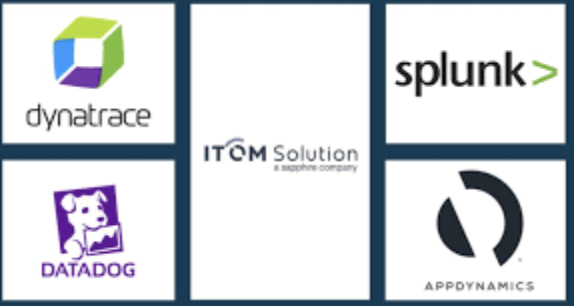 dynatrace
DATADOG
ITOM Solution
a sapphire company
splunk>
APPDYNAMICS